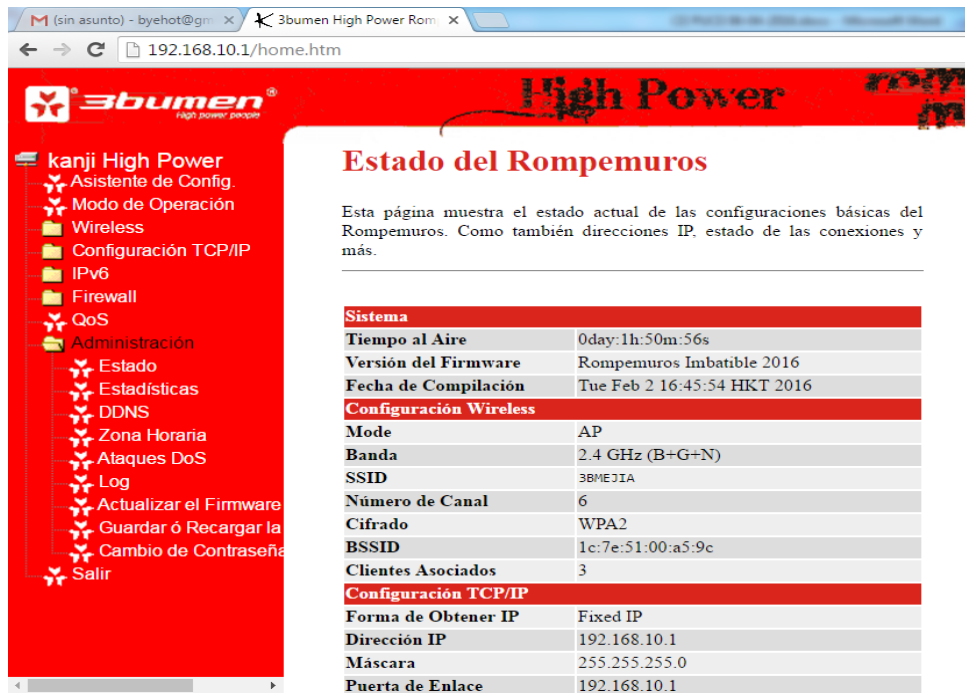 (sin asunto) - byehot@gm
3bumen High Power Rom
192.168.10.1/home.htm
3bumen®
High power people
High Power
kanji High Power
Asistente de Config.
Modo de Operación
Wireless
Configuración TCP/IP
IPv6
Firewall
QoS
Administración
Estado
Estadísticas
DDNS
Zona Horaria
Ataques DoS
Log
Actualizar el Firmware
Guardar ó Recargar la
Cambio de Contraseña
Salir
Estado del Rompemuros
Esta página muestra el estado actual de las configuraciones básicas del
Rompemuros. Como también direcciones IP, estado de las conexiones y
más.
Sistema
Tiempo al Aire 0day:1h:50m:56s
Versión del Firmware Rompemuros Imbatible 2016
Fecha de Compilación Tue Feb 2 16:45:54 HKT 2016
Configuración Wireless
Mode AP
Banda 2.4 GHz (B+G+N)
SSID 3BMEJIA
Número de Canal 6
Cifrado WPA2
BSSID 1c:7e:51:00:a5:9c
Clientes Asociados 3
Configuración TCP/IP
Forma de Obtener IP Fixed IP
Dirección IP 192.168.10.1
Máscara 255.255.255.0
Puerta de Enlace 192.168.10.1